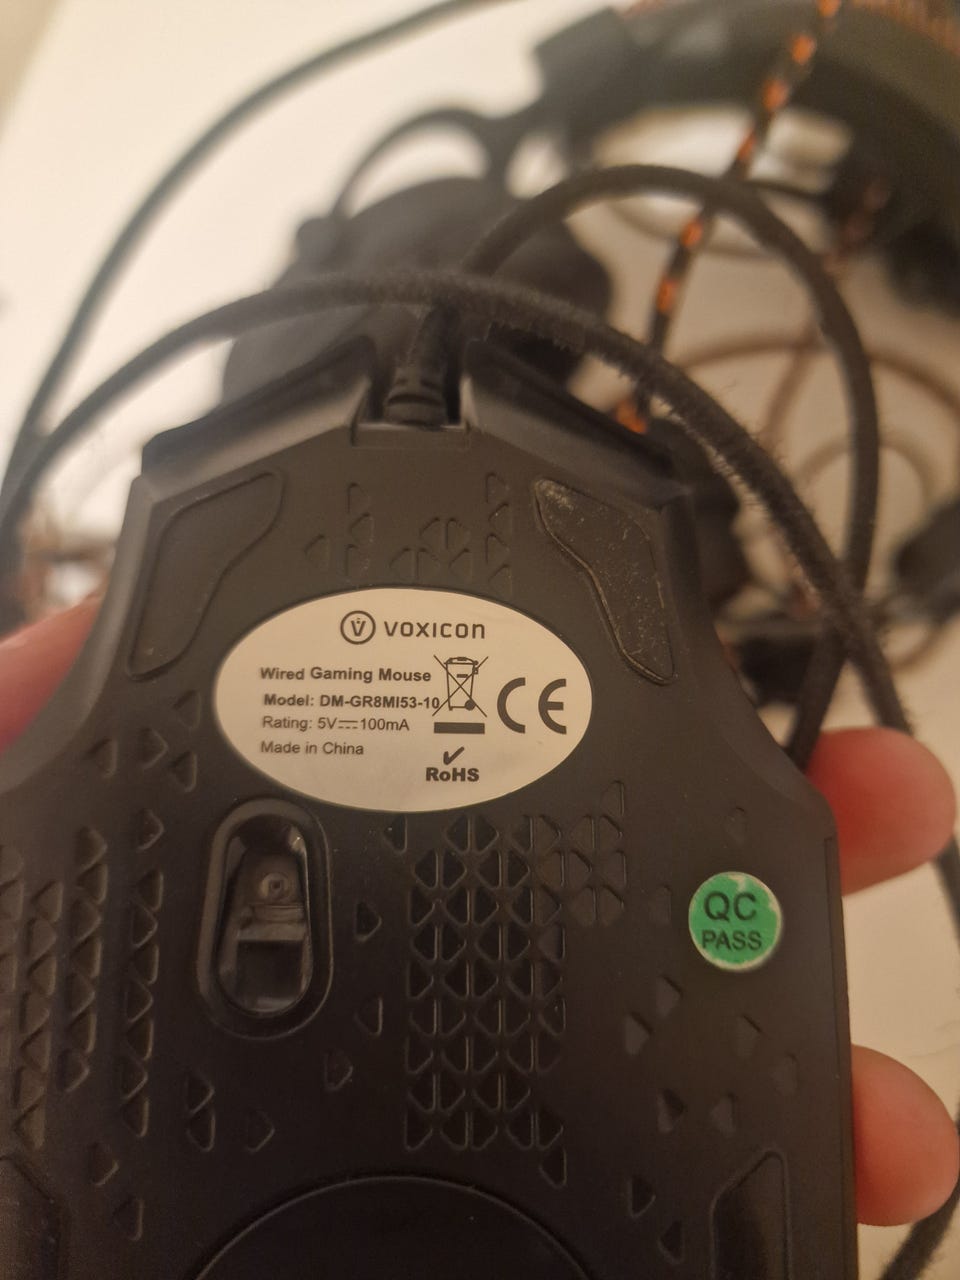 VOXICON
Wired Gaming Mouse
Model: DM-GR8MI53-10
Rating: 5V⎓100mA
Made in China
CE
RoHS
QC
PASS